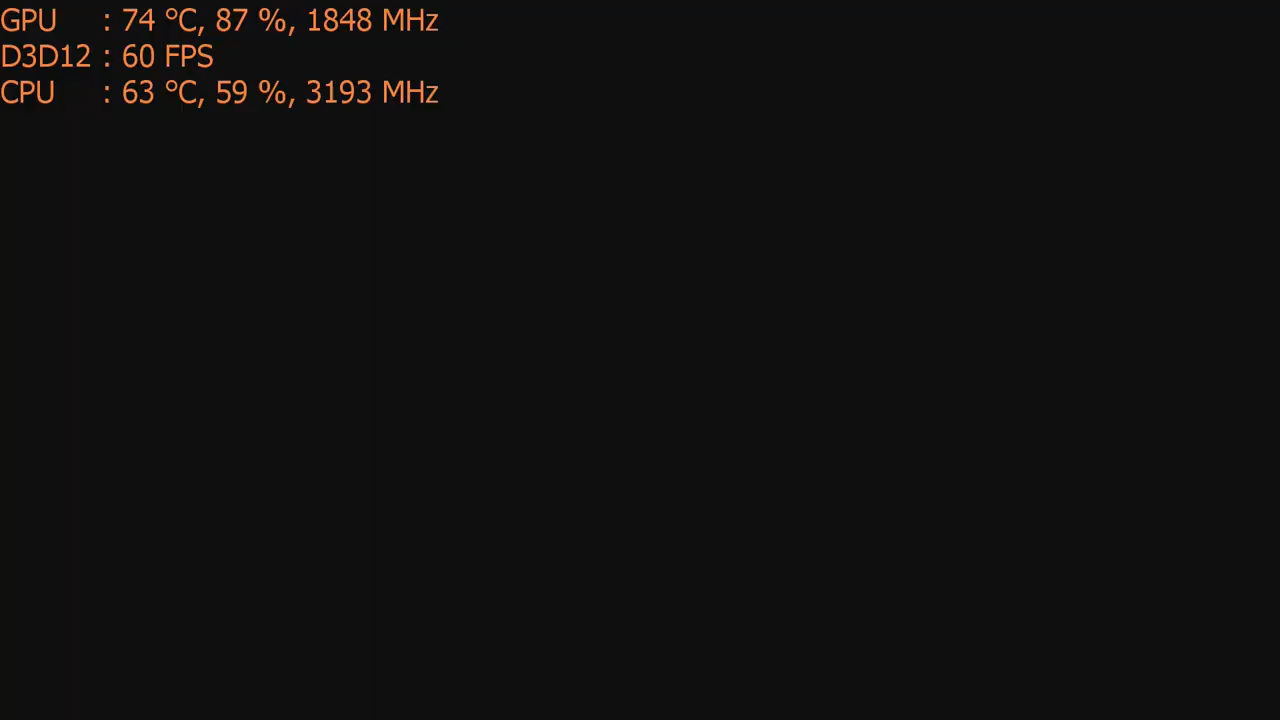 GPU : 74 °C, 87 %, 1848 MHz
D3D12 : 60 FPS
CPU : 63 °C, 59 %, 3193 MHz